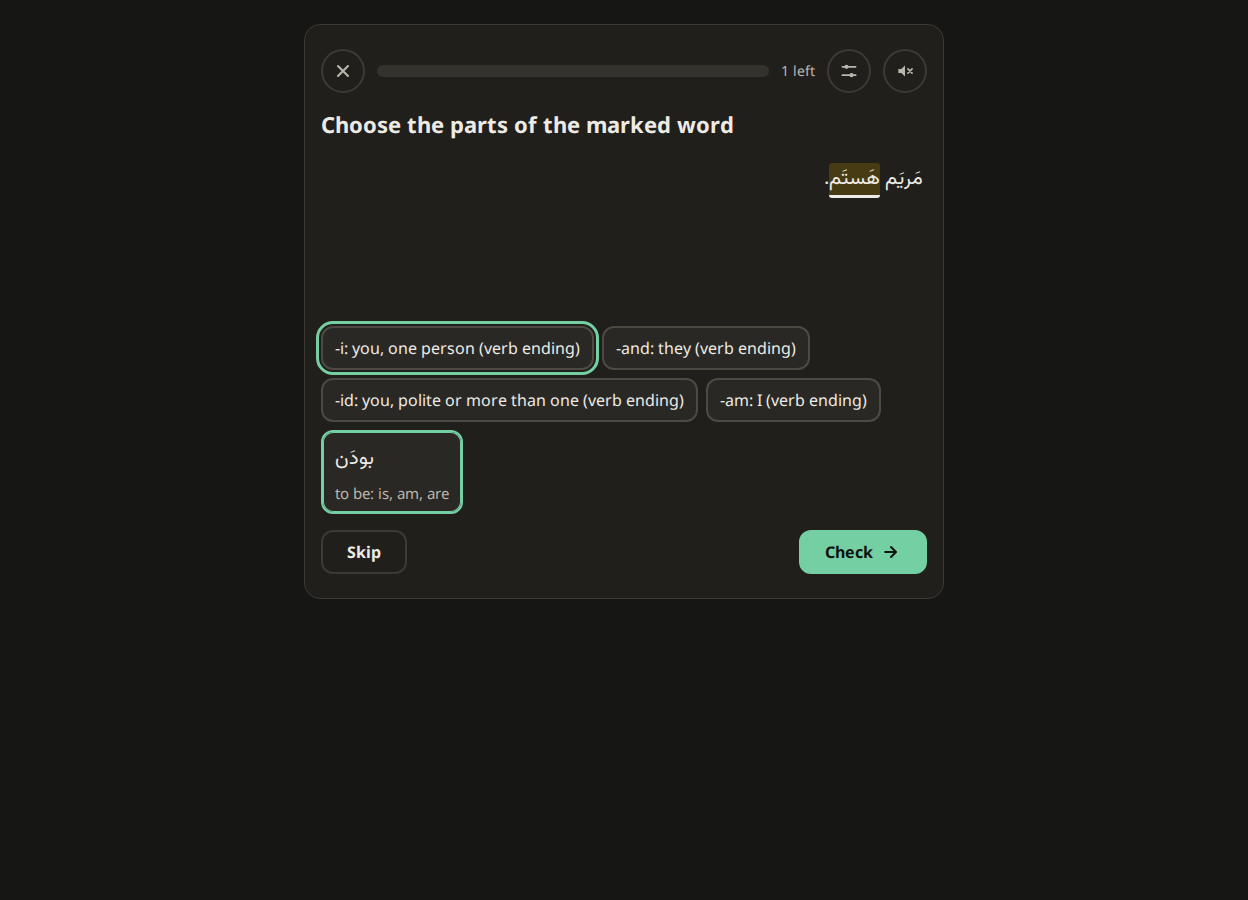 1 left
Choose the parts of the marked word
مَریَم هَستَم.
-i: you, one person (verb ending)
-and: they (verb ending)
-id: you, polite or more than one (verb ending)
-am: I (verb ending)
بودَن
to be: is, am, are
Skip
Check